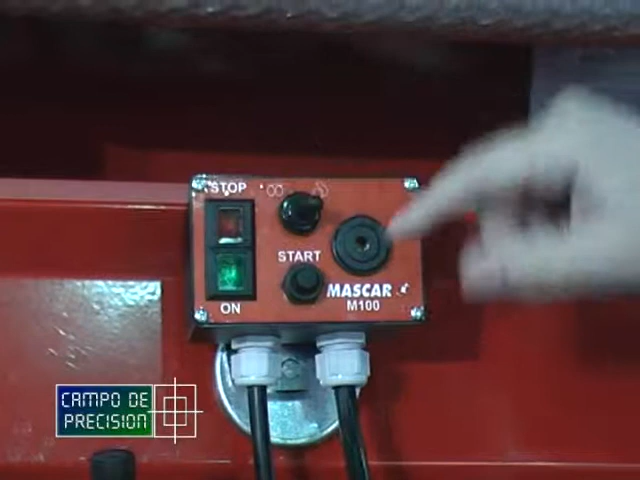 STOP
START
ON
MASCAR
M100
CAMPO DE
PRECISION